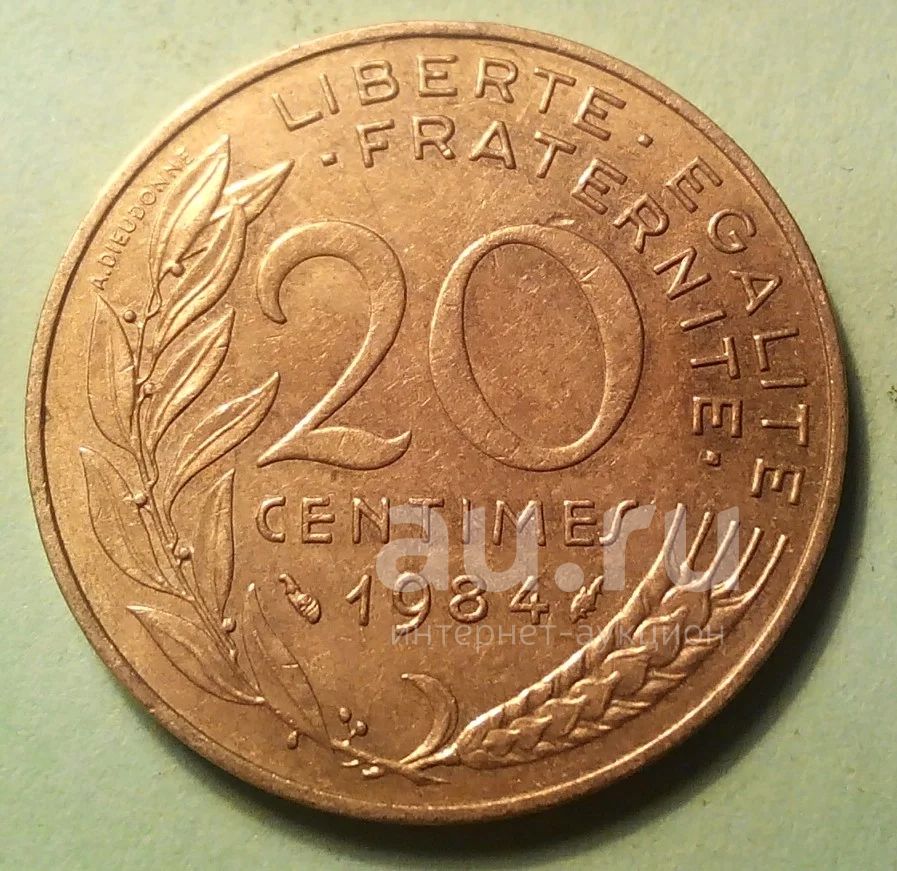 LIBERTE · EGALITE
· FRATERNITE ·
A.DIEUDONNE
20
CENTIMES
1984
au.ru
интернет-аукцион